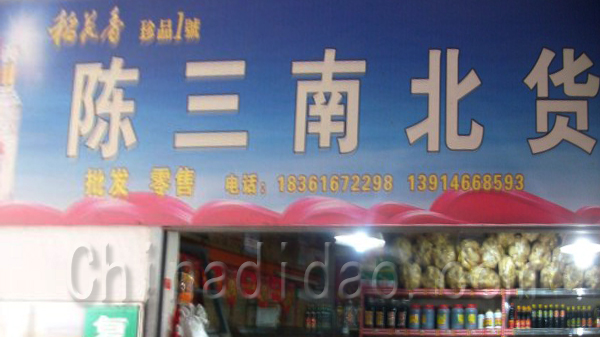 稻花香 珍品1號
陈三南北货
批发 零售 电话：18361672298 13914668593
Chinadidao.com